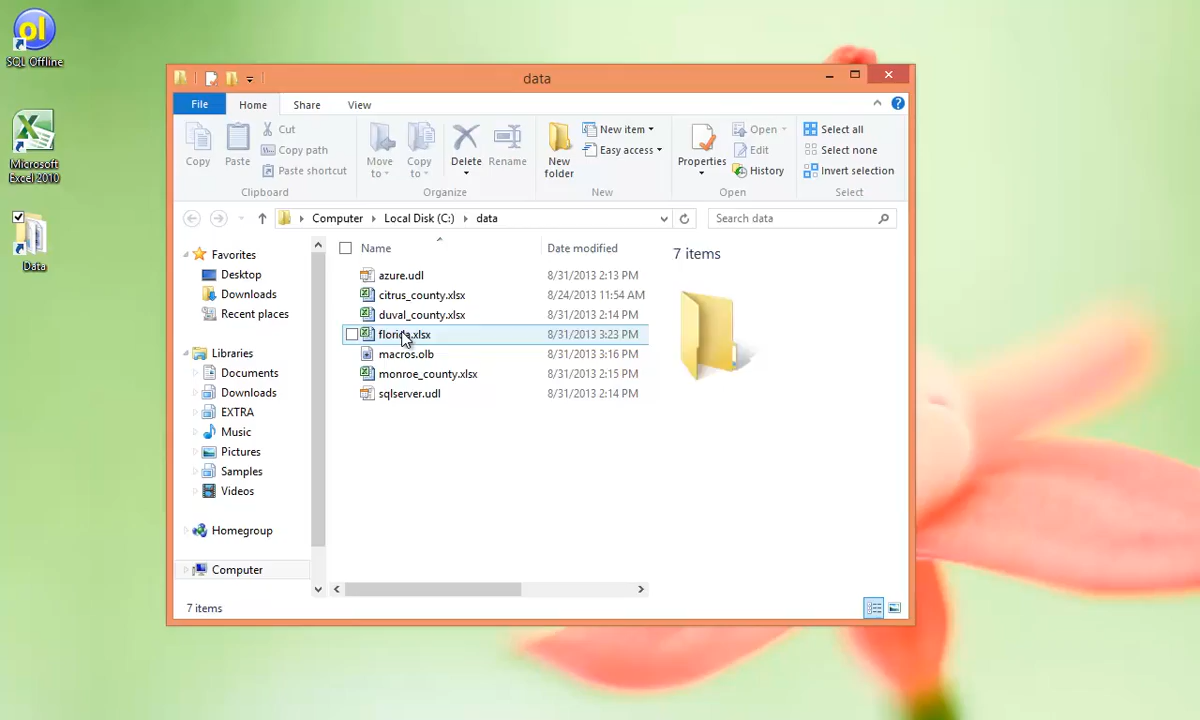 ol
SQL Offline
Microsoft
Excel 2010
Data
data
File Home Share View
Copy
Paste
Cut
Copy path
Paste shortcut
Clipboard
Move
to
Copy
to
Delete
Rename
Organize
New
folder
New item
Easy access
New
Properties
Open
Edit
History
Open
Select all
Select none
Invert selection
Select
Computer Local Disk (C:) data
Search data
Favorites
Desktop
Downloads
Recent places
Libraries
Documents
Downloads
EXTRA
Music
Pictures
Samples
Videos
Homegroup
Computer
Name Date modified
azure.udl 8/31/2013 2:13 PM
citrus_county.xlsx 8/24/2013 11:54 AM
duval_county.xlsx 8/31/2013 2:14 PM
florida.xlsx 8/31/2013 3:23 PM
macros.olb 8/31/2013 3:16 PM
monroe_county.xlsx 8/31/2013 2:15 PM
sqlserver.udl 8/31/2013 2:14 PM
7 items
7 items